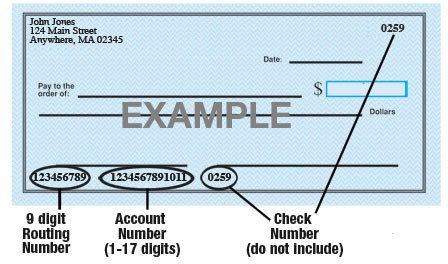 John Jones
124 Main Street
Anywhere, MA 02345
0259
Date:
Pay to the
order of:
$
Dollars
EXAMPLE
123456789
1234567891011
0259
9 digit
Routing
Number
Account
Number
(1-17 digits)
Check
Number
(do not include)